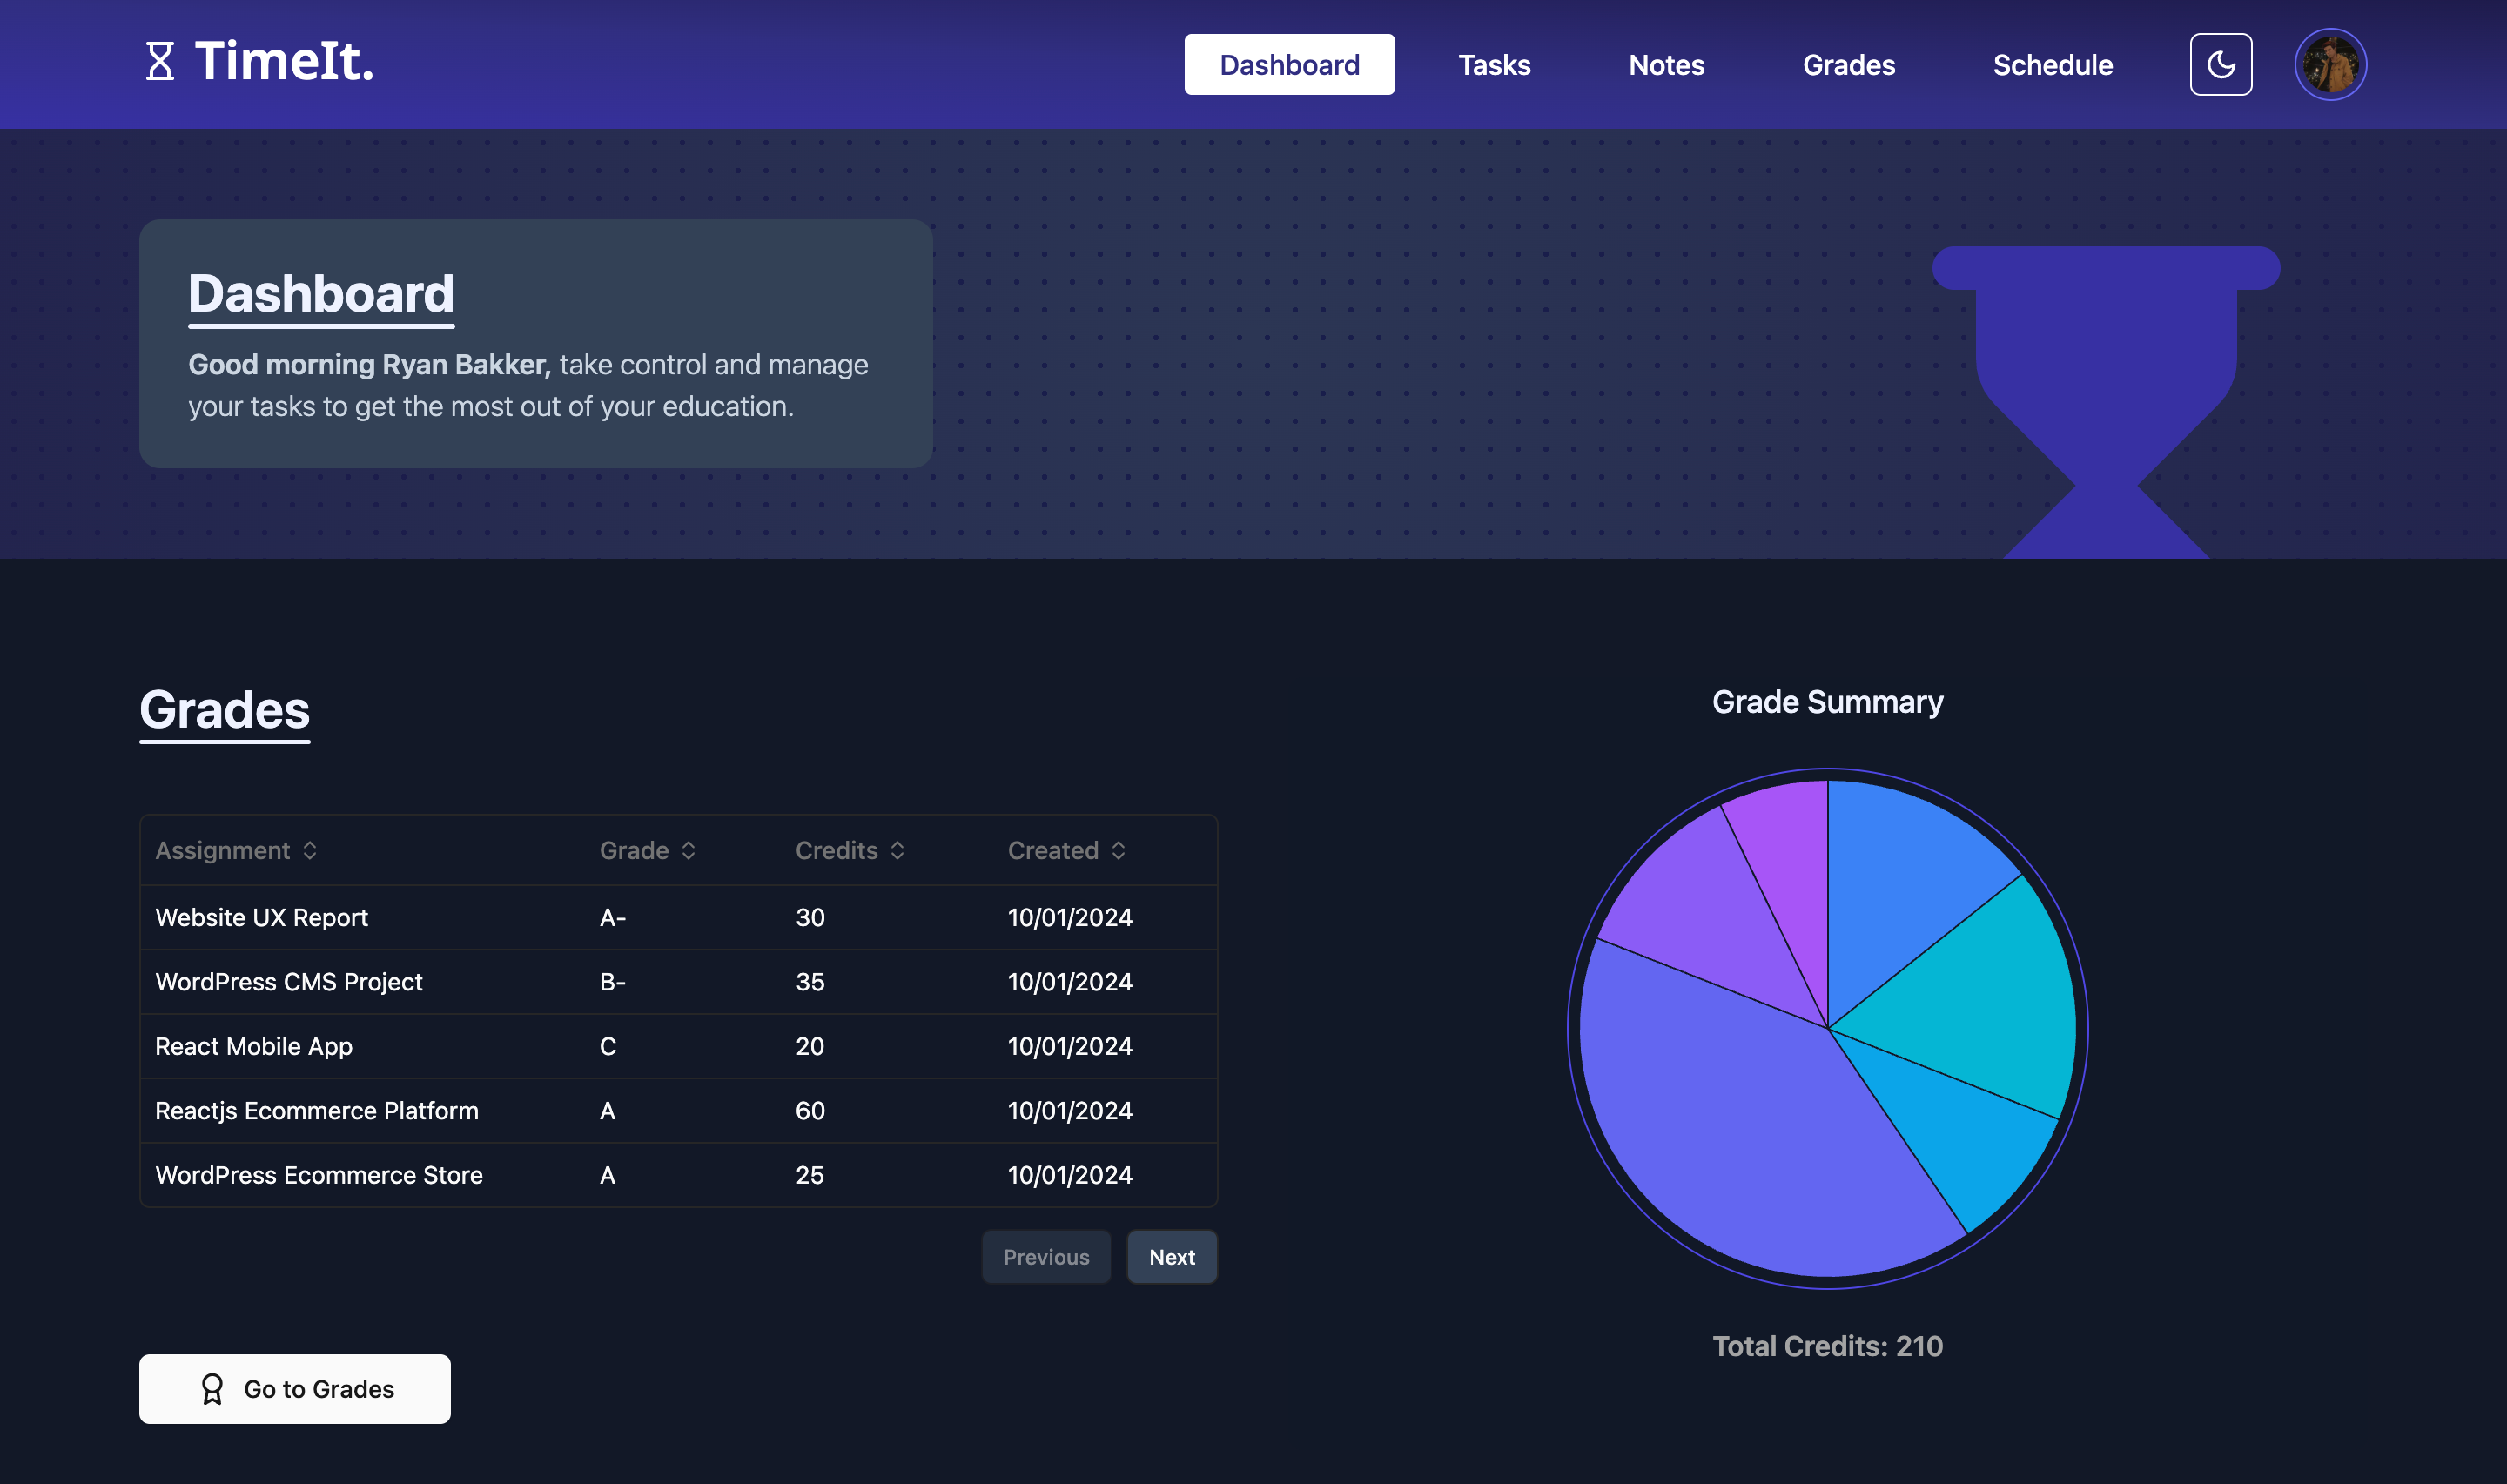 TimeIt.
Dashboard Tasks Notes Grades Schedule
Dashboard
Good morning Ryan Bakker, take control and manage
your tasks to get the most out of your education.
Grades
Assignment Grade Credits Created
Website UX Report A- 30 10/01/2024
WordPress CMS Project B- 35 10/01/2024
React Mobile App C 20 10/01/2024
Reactjs Ecommerce Platform A 60 10/01/2024
WordPress Ecommerce Store A 25 10/01/2024
Previous Next
Go to Grades
Grade Summary
Total Credits: 210